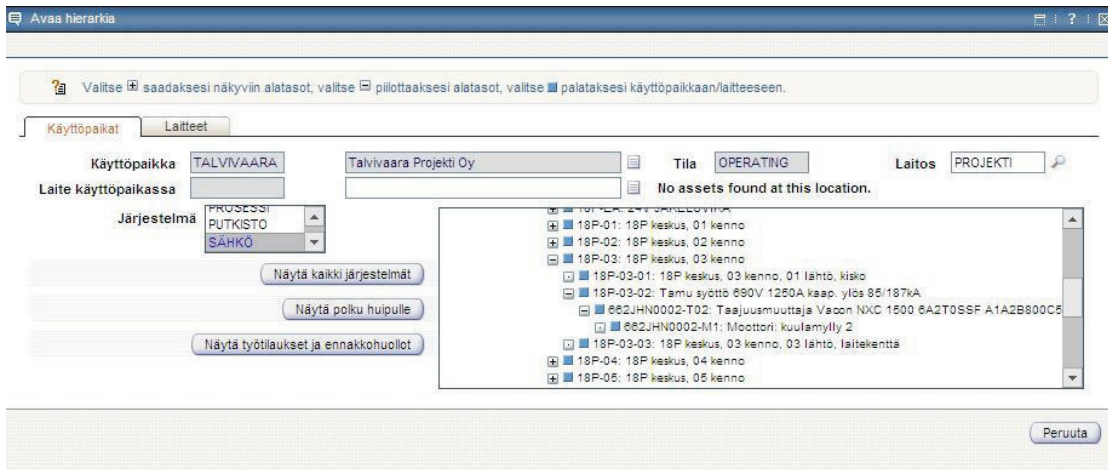 Avaa hierarkia
?
Valitse saadaksesi näkyviin alatasot, valitse piilottaaksesi alatasot, valitse palataksesi käyttöpaikkaan/laitteeseen.
Käyttöpaikat Laitteet
Käyttöpaikka TALVIVAARA Talvivaara Projekti Oy Tila OPERATING Laitos PROJEKTI
Laite käyttöpaikassa No assets found at this location.
Järjestelmä PROSESSI
PUTKISTO
SÄHKÖ
Näytä kaikki järjestelmät
Näytä polku huipulle
Näytä työtilaukset ja ennakkohuollot
18P-01: 18P keskus, 01 kenno
18P-02: 18P keskus, 02 kenno
18P-03: 18P keskus, 03 kenno
18P-03-01: 18P keskus, 03 kenno, 01 lähtö, kisko
18P-03-02: Tamu syöttö 690V 1250A kaap. ylös 85/187kA
662JHN0002-T02: Taajuusmuuttaja Vacon NXC 1500 6A2T0SSF A1A2B800C5
662JHN0002-M1: Moottori: kuulamylly 2
18P-03-03: 18P keskus, 03 kenno, 03 lähtö, laitekenttä
18P-04: 18P keskus, 04 kenno
18P-05: 18P keskus, 05 kenno
Peruuta